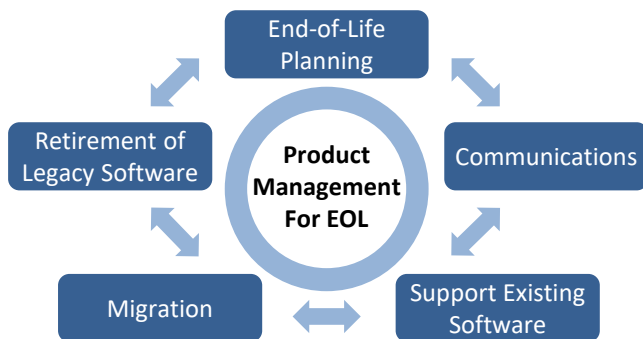 End-of-Life
Planning
Retirement of
Legacy Software
Product
Management
For EOL
Communications
Migration
Support Existing
Software